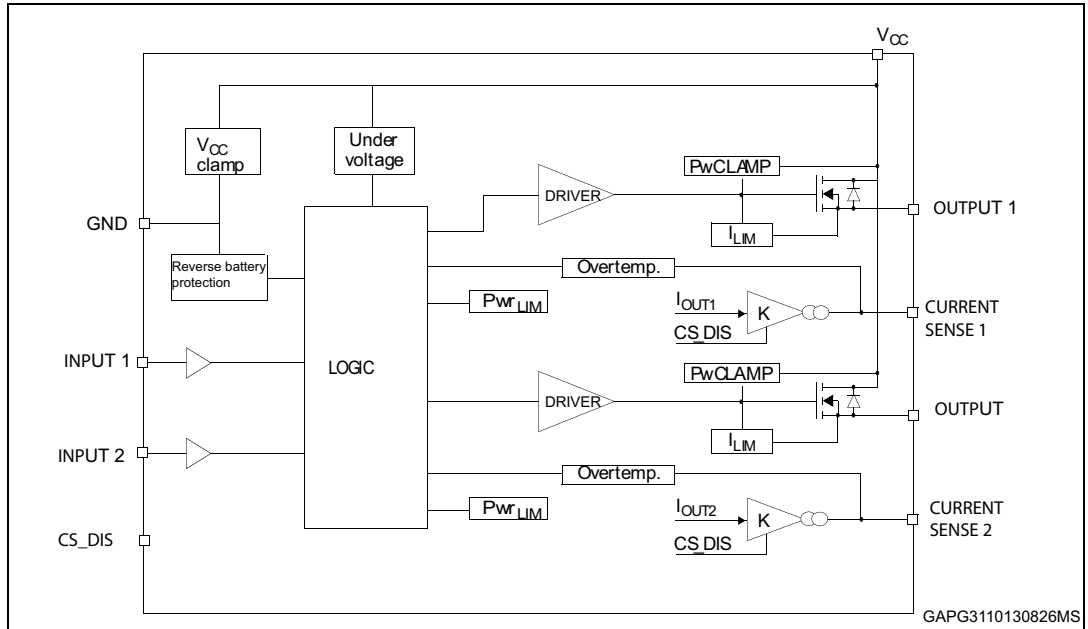 VCC
VCC
clamp
Under
voltage
PwCLAMP
DRIVER
GND
OUTPUT 1
ILIM
Reverse battery
protection
Overtemp.
IOUT1
PwrLIM
K
CURRENT
SENSE 1
CS_DIS
INPUT 1
LOGIC
PwCLAMP
DRIVER
OUTPUT
ILIM
INPUT 2
Overtemp.
IOUT2
PwrLIM
K
CURRENT
SENSE 2
CS_DIS
CS_DIS
GAPG3110130826MS